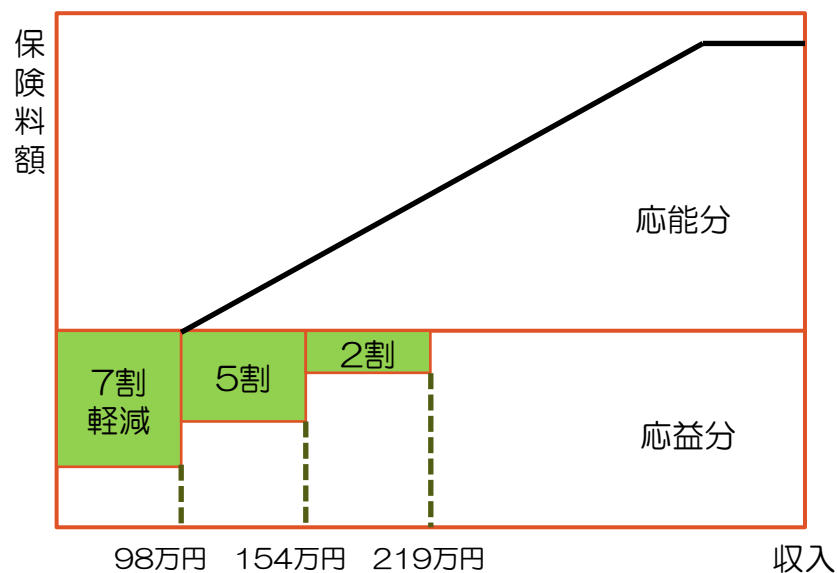 保険料額
応能分
7割
軽減
5割
2割
応益分
98万円
154万円
219万円
収入